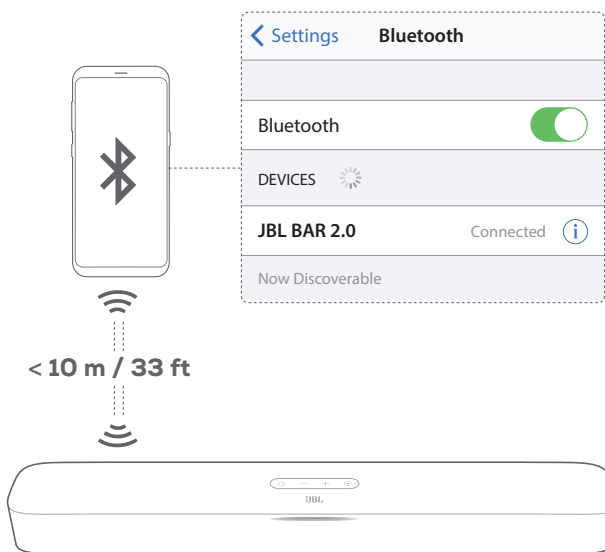 Settings
Bluetooth
Bluetooth
DEVICES
JBL BAR 2.0
Connected
i
Now Discoverable
< 10 m / 33 ft
JBL